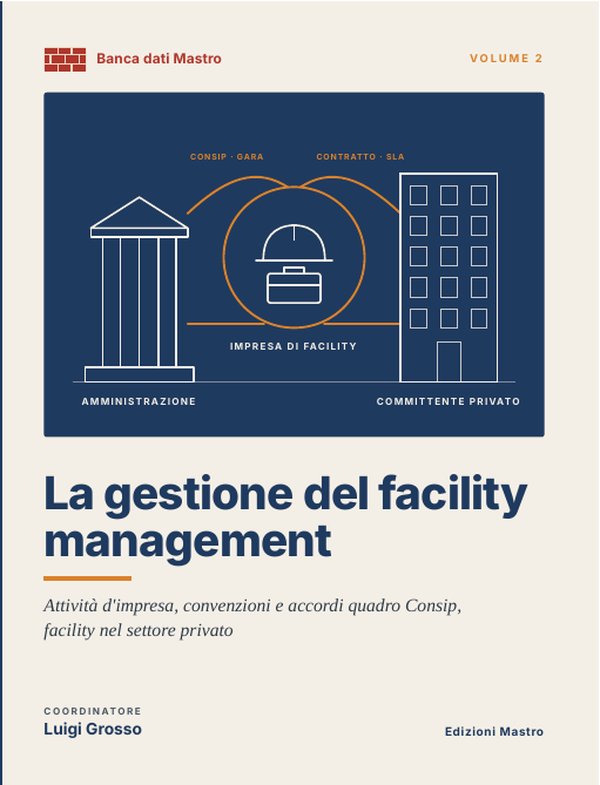 Banca dati Mastro
VOLUME 2
CONSIP · GARA
CONTRATTO · SLA
IMPRESA DI FACILITY
AMMINISTRAZIONE
COMMITTENTE PRIVATO
La gestione del facility
management
Attività d'impresa, convenzioni e accordi quadro Consip,
facility nel settore privato
COORDINATORE
Luigi Grosso
Edizioni Mastro